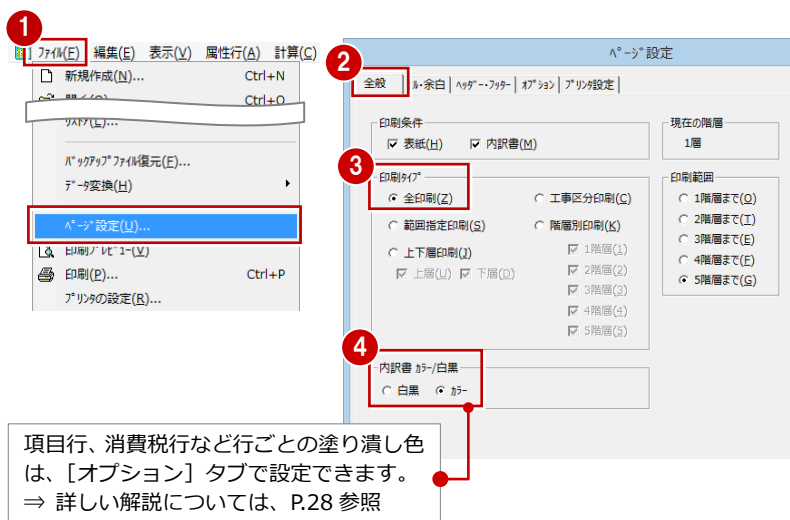 1
ﾌｧｲﾙ(F) 編集(E) 表示(V) 属性行(A) 計算(C)
新規作成(N)... Ctrl+N
Ctrl+O
ﾊﾞｯｸｱｯﾌﾟﾌｧｲﾙ復元(F)...
ﾃﾞｰﾀ変換(H)
ﾍﾟｰｼﾞ設定(U)...
印刷ﾌﾟﾚﾋﾞｭｰ(V)
印刷(P)... Ctrl+P
ﾌﾟﾘﾝﾀの設定(R)...
2
ﾍﾟｰｼﾞ設定
全般 ﾙ･余白 ﾍｯﾀﾞｰ･ﾌｯﾀｰ ｵﾌﾟｼｮﾝ ﾌﾟﾘﾝﾀ設定
印刷条件
表紙(H) 内訳書(M)
現在の階層
1層
3
印刷ﾀｲﾌﾟ
全印刷(Z) 工事区分印刷(C)
範囲指定印刷(S) 階層別印刷(K)
上下層印刷(J) 1階層(1)
上層(U) 下層(D) 2階層(2)
3階層(3)
4階層(4)
5階層(5)
印刷範囲
1階層まで(O)
2階層まで(T)
3階層まで(E)
4階層まで(F)
5階層まで(G)
4
内訳書 ｶﾗｰ/白黒
白黒 ｶﾗｰ
項目行、消費税行など行ごとの塗り潰し色
は、［オプション］タブで設定できます。
⇒ 詳しい解説については、P.28 参照